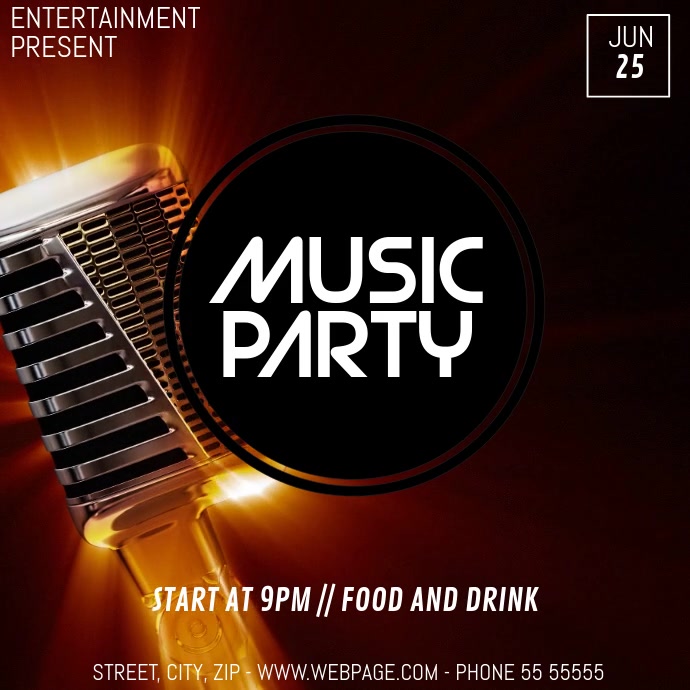 ENTERTAINMENT
PRESENT
JUN
25
MUSIC
PARTY
START AT 9PM // FOOD AND DRINK
STREET, CITY, ZIP - WWW.WEBPAGE.COM - PHONE 55 55555